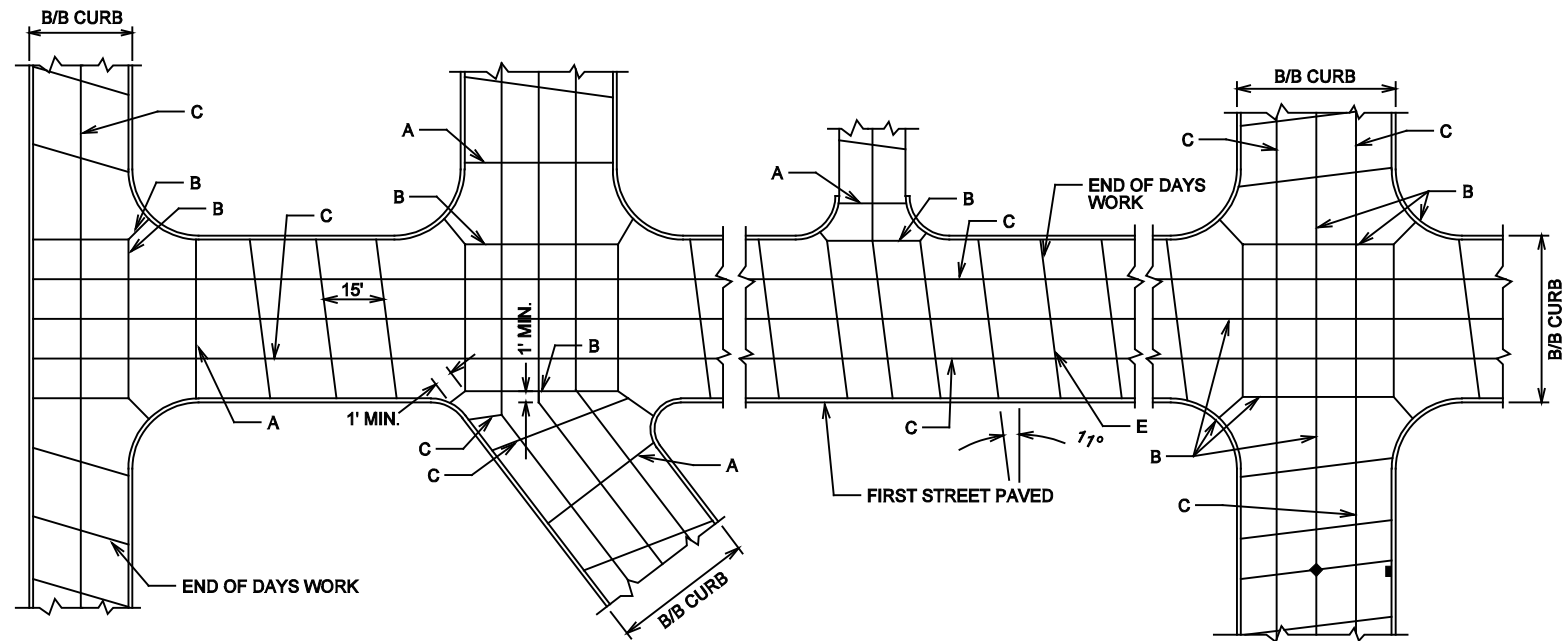 B/B CURB
B/B CURB
C
C
C
A
END OF DAYS
WORK
A
B
B
B
B
B
C
C
15'
1' MIN.
B/B CURB
B
1' MIN.
A
C
C
C
E
11°
B
A
FIRST STREET PAVED
C
END OF DAYS WORK
B/B CURB